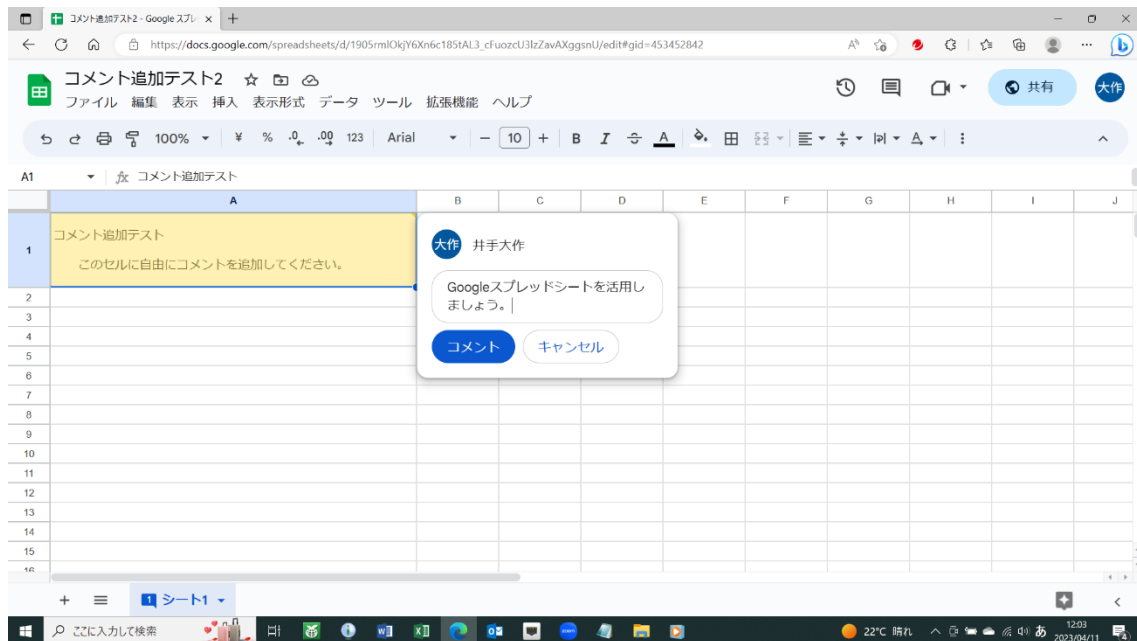 コメント追加テスト2 - Google スプレ
https://docs.google.com/spreadsheets/d/1905rmlOkjY6Xn6c185tAL3_cFuozcU3lzZavAXggsnU/edit#gid=453452842
コメント追加テスト2
ファイル 編集 表示 挿入 表示形式 データ ツール 拡張機能 ヘルプ
共有
大作
100% ¥ % .0 .00 123 Arial 10 B I A
A1 fx コメント追加テスト
A B C D E F G H I J
1
コメント追加テスト
このセルに自由にコメントを追加してください。
大作 井手大作
Googleスプレッドシートを活用し
ましょう。
コメント キャンセル
2
3
4
5
6
7
8
9
10
11
12
13
14
15
16
1 シート1
ここに入力して検索
22°C 晴れ
あ
12:03
2023/04/11